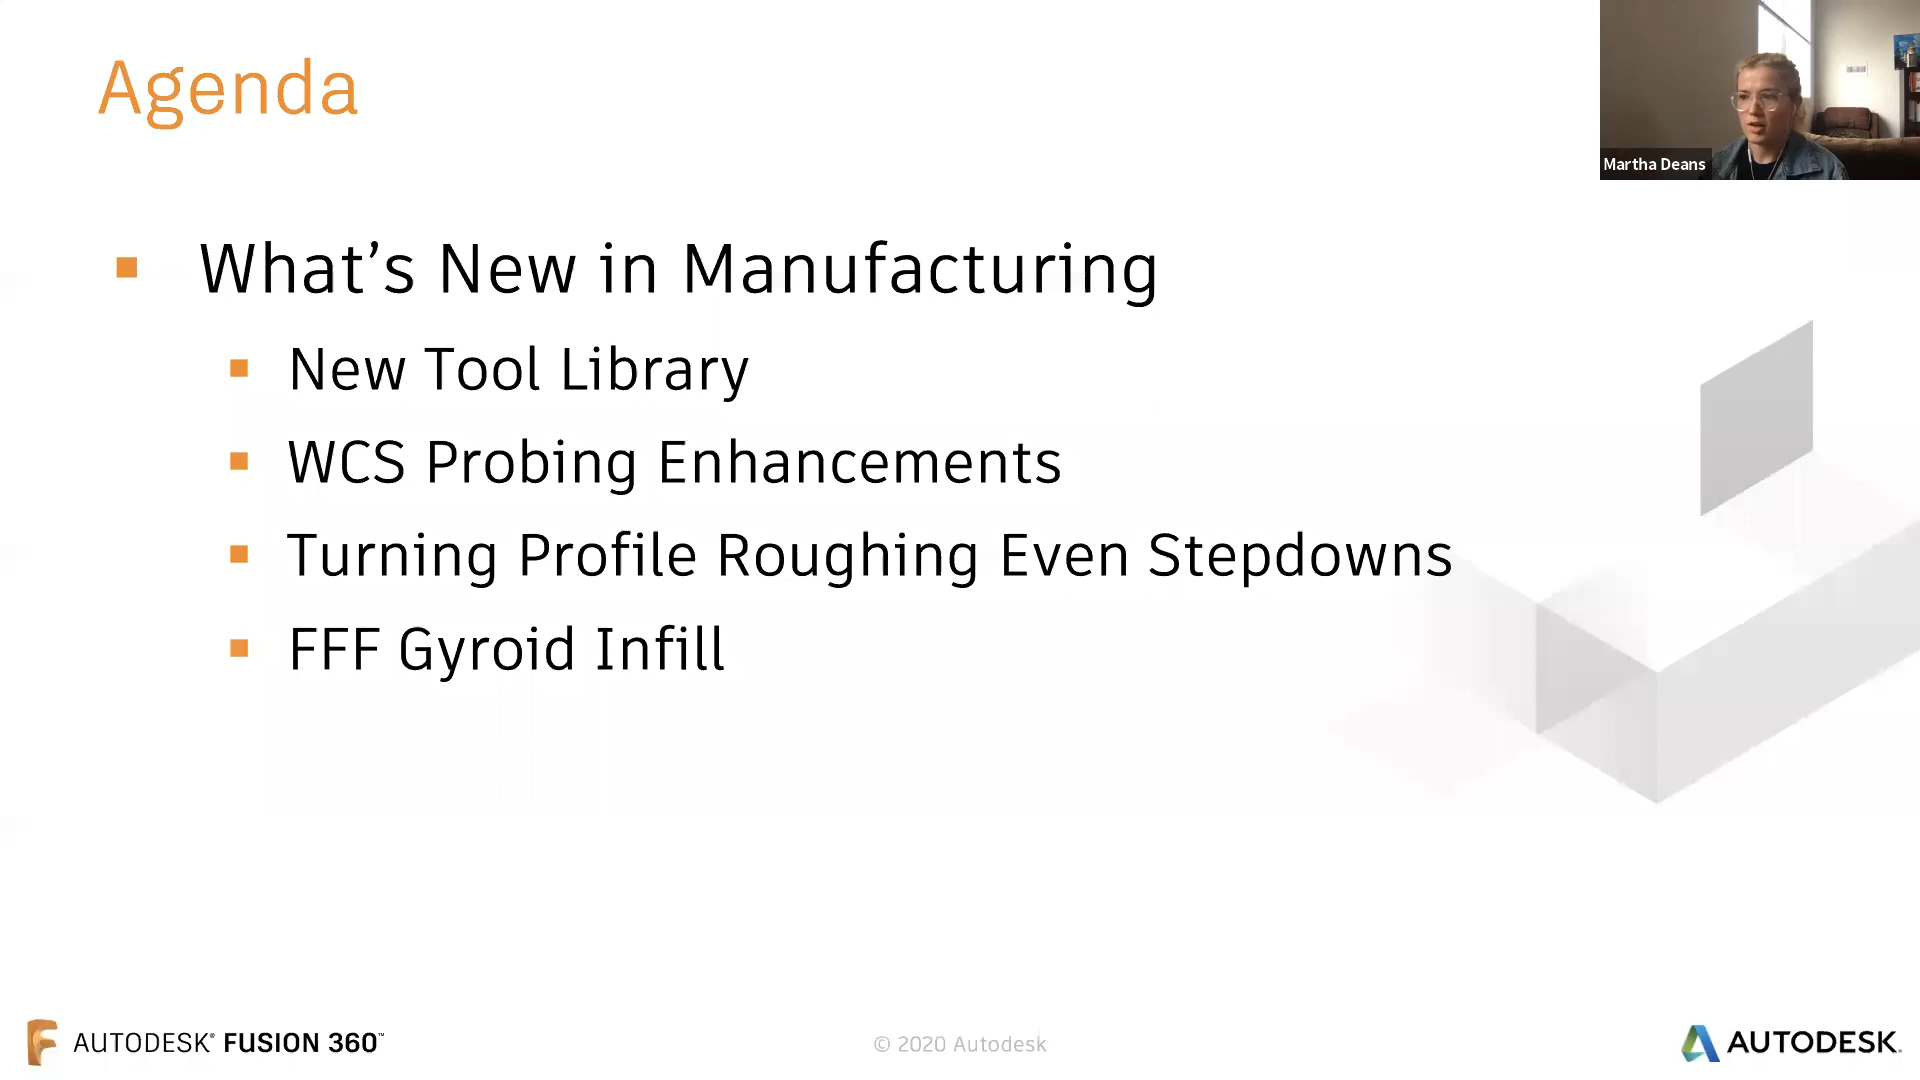 Agenda
Martha Deans
What’s New in Manufacturing
New Tool Library
WCS Probing Enhancements
Turning Profile Roughing Even Stepdowns
FFF Gyroid Infill
AUTODESK® FUSION 360™
© 2020 Autodesk
AUTODESK.